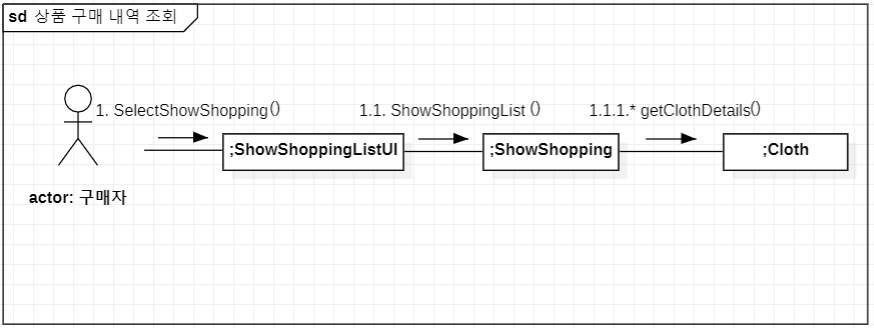 sd 상품 구매 내역 조회
1. SelectShowShopping()
1.1. ShowShoppingList ()
1.1.1.* getClothDetails()
;ShowShoppingListUI
;ShowShopping
;Cloth
actor: 구매자